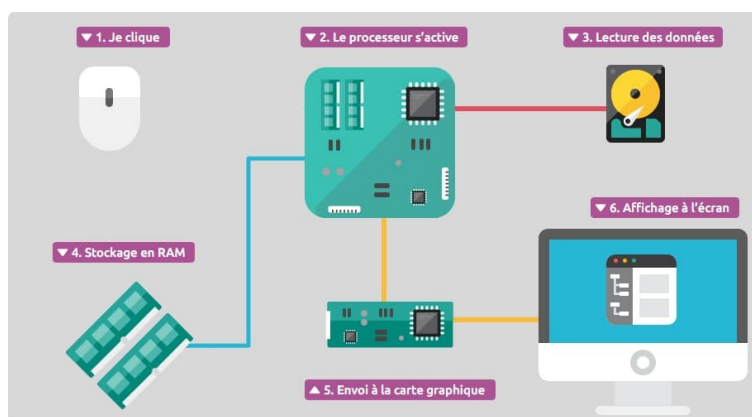 1. Je clique
2. Le processeur s’active
3. Lecture des données
4. Stockage en RAM
5. Envoi à la carte graphique
6. Affichage à l’écran